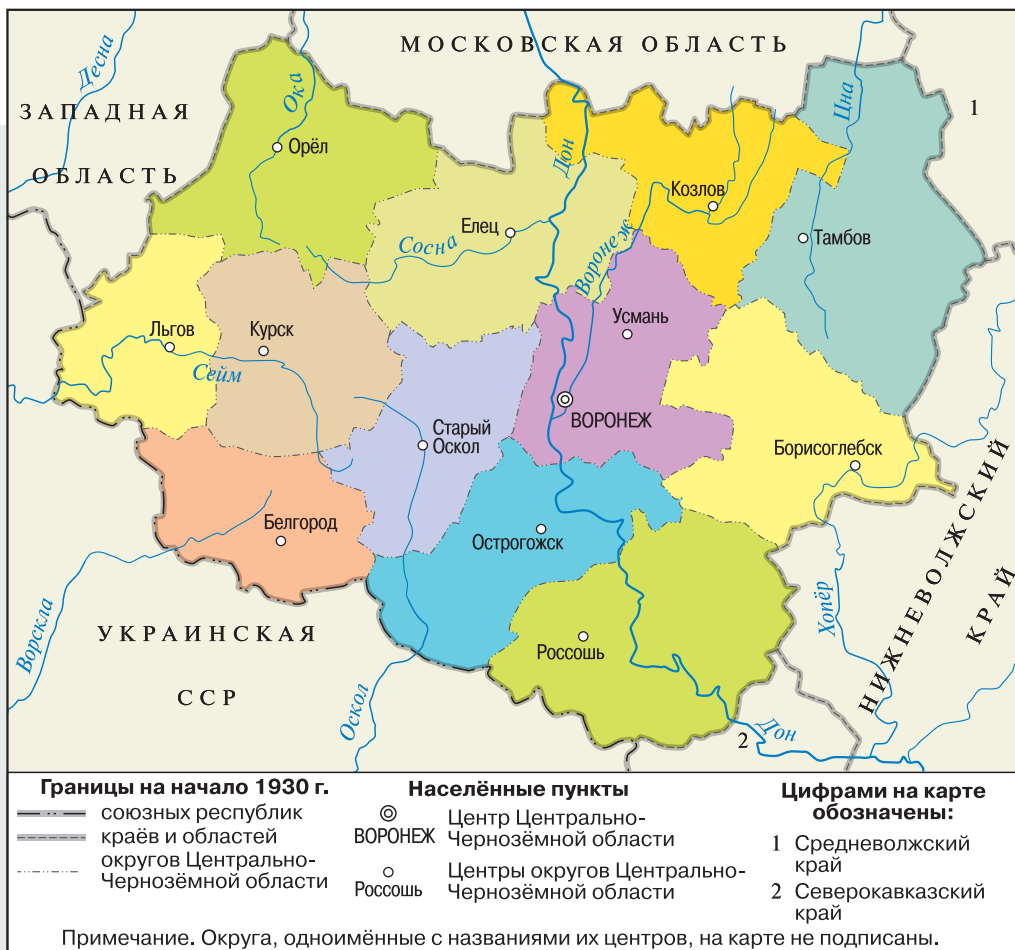 МОСКОВСКАЯ ОБЛАСТЬ
Десна
Ока
ЗАПАДНАЯ
ОБЛАСТЬ
Цна
1
Орёл
Дон
Козлов
Елец
Сосна
Воронеж
Тамбов
Льгов
Курск
Сейм
Усмань
ВОРОНЕЖ
Старый
Оскол
Борисоглебск
Белгород
Острогожск
Ворскла
УКРАИНСКАЯ
ССР
Оскол
Россошь
Хопёр
НИЖНЕВОЛЖСКИЙ
КРАЙ
2
Дон
Границы на начало 1930 г.
союзных республик
краёв и областей
округов Центрально-
Чернозёмной области
Населённые пункты
ВОРОНЕЖ
Центр Центрально-
Чернозёмной области
Россошь
Центры округов Центрально-
Чернозёмной области
Цифрами на карте
обозначены:
1 Средневолжский
край
2 Северокавказский
край
Примечание. Округа, одноимённые с названиями их центров, на карте не подписаны.